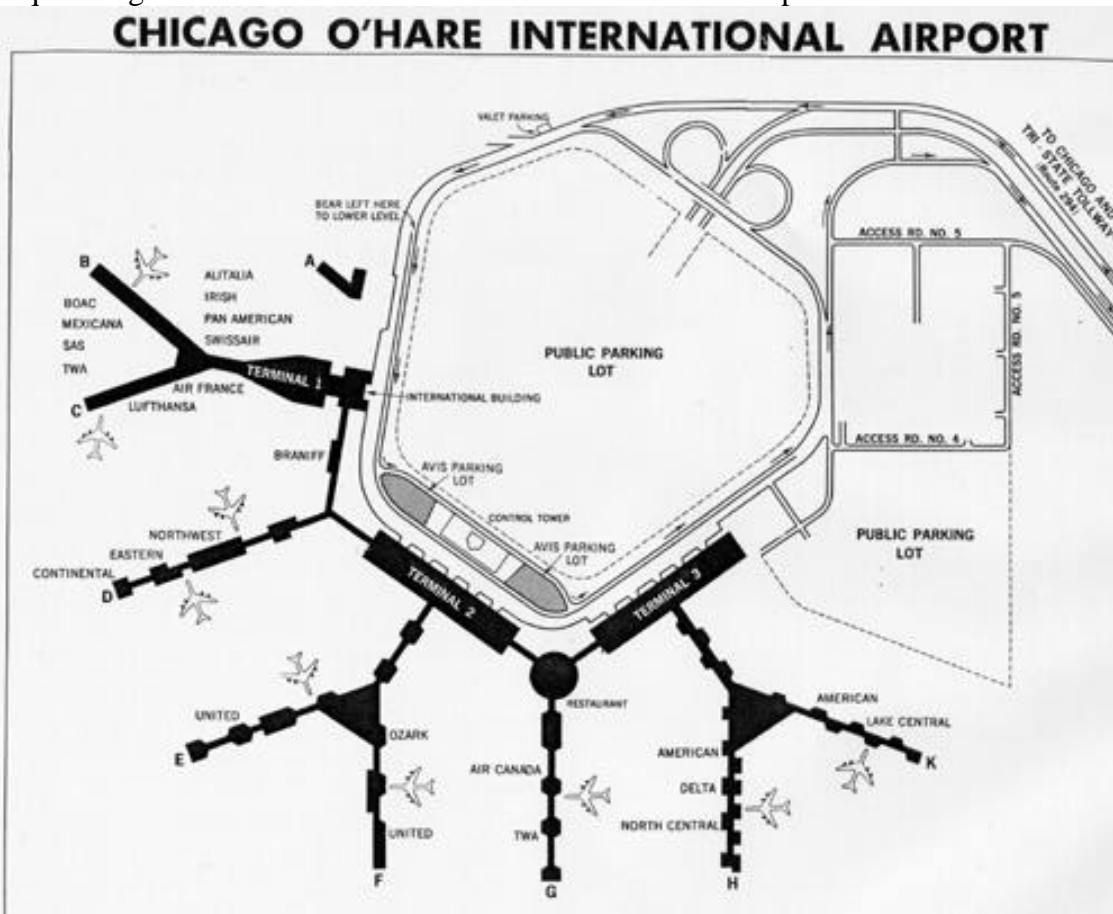 CHICAGO O'HARE INTERNATIONAL AIRPORT
VALET PARKING
TO CHICAGO AND
TRI - STATE TOLLWAY
(Route 294)
BEAR LEFT HERE
TO LOWER LEVEL
ACCESS RD. NO. 5
A
B
ALITALIA
IRISH
PAN AMERICAN
SWISSAIR
BOAC
MEXICANA
SAS
TWA
TERMINAL 1
AIR FRANCE
LUFTHANSA
C
PUBLIC PARKING
LOT
ACCESS RD. NO. 5
INTERNATIONAL BUILDING
ACCESS RD. NO. 4
BRANIFF
AVIS PARKING
LOT
CONTROL TOWER
AVIS PARKING
LOT
PUBLIC PARKING
LOT
NORTHWEST
EASTERN
CONTINENTAL
D
TERMINAL 2
TERMINAL 3
RESTAURANT
UNITED
E
OZARK
UNITED
F
AIR CANADA
TWA
G
AMERICAN
DELTA
NORTH CENTRAL
H
AMERICAN
LAKE CENTRAL
K